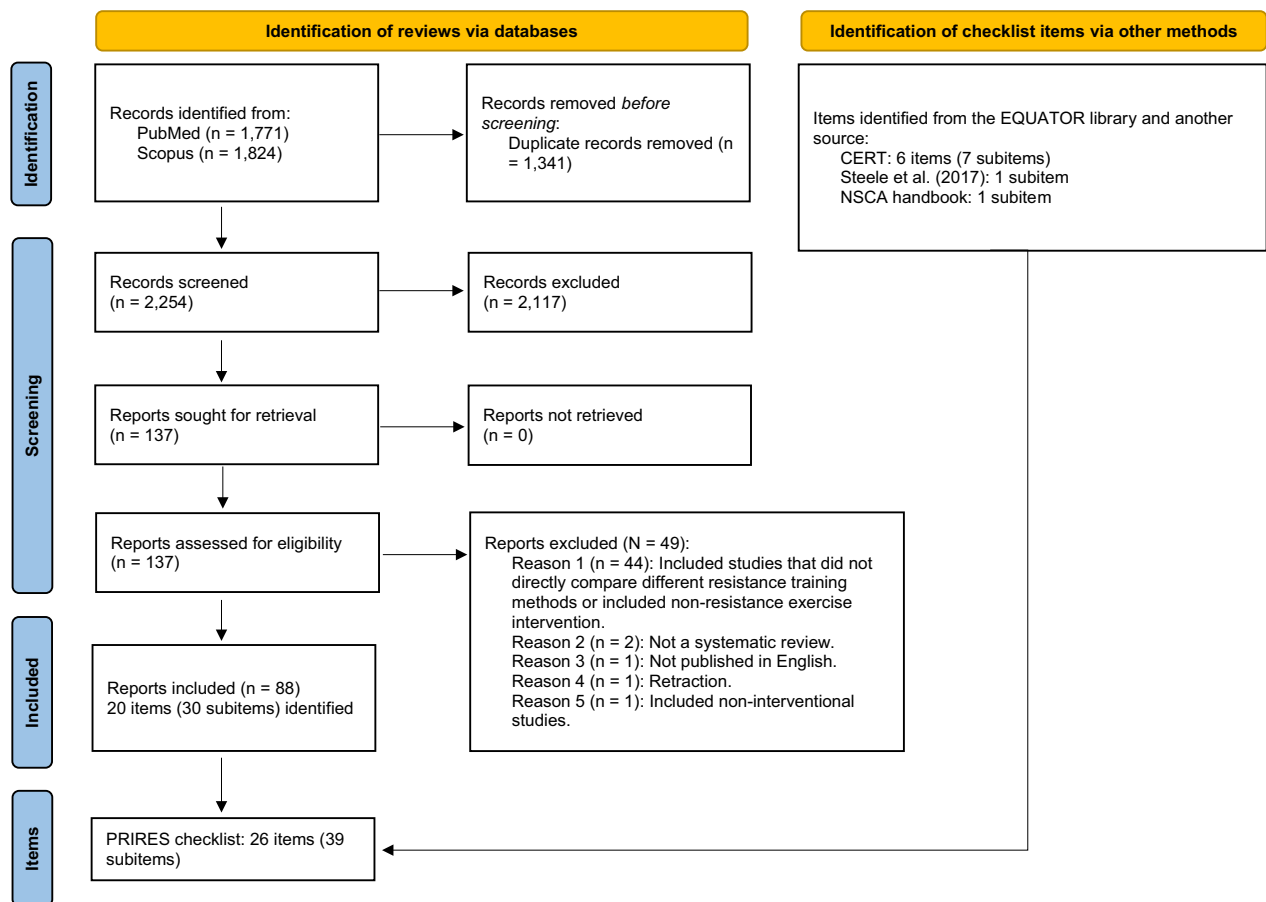 Identification of reviews via databases
Identification of checklist items via other methods
Identification
Records identified from:
PubMed (n = 1,771)
Scopus (n = 1,824)
Records removed before
screening:
Duplicate records removed (n
= 1,341)
Items identified from the EQUATOR library and another
source:
CERT: 6 items (7 subitems)
Steele et al. (2017): 1 subitem
NSCA handbook: 1 subitem
Screening
Records screened
(n = 2,254)
Records excluded
(n = 2,117)
Reports sought for retrieval
(n = 137)
Reports not retrieved
(n = 0)
Reports assessed for eligibility
(n = 137)
Reports excluded (N = 49):
Reason 1 (n = 44): Included studies that did not
directly compare different resistance training
methods or included non-resistance exercise
intervention.
Reason 2 (n = 2): Not a systematic review.
Reason 3 (n = 1): Not published in English.
Reason 4 (n = 1): Retraction.
Reason 5 (n = 1): Included non-interventional
studies.
Included
Reports included (n = 88)
20 items (30 subitems) identified
Items
PRIRES checklist: 26 items (39
subitems)